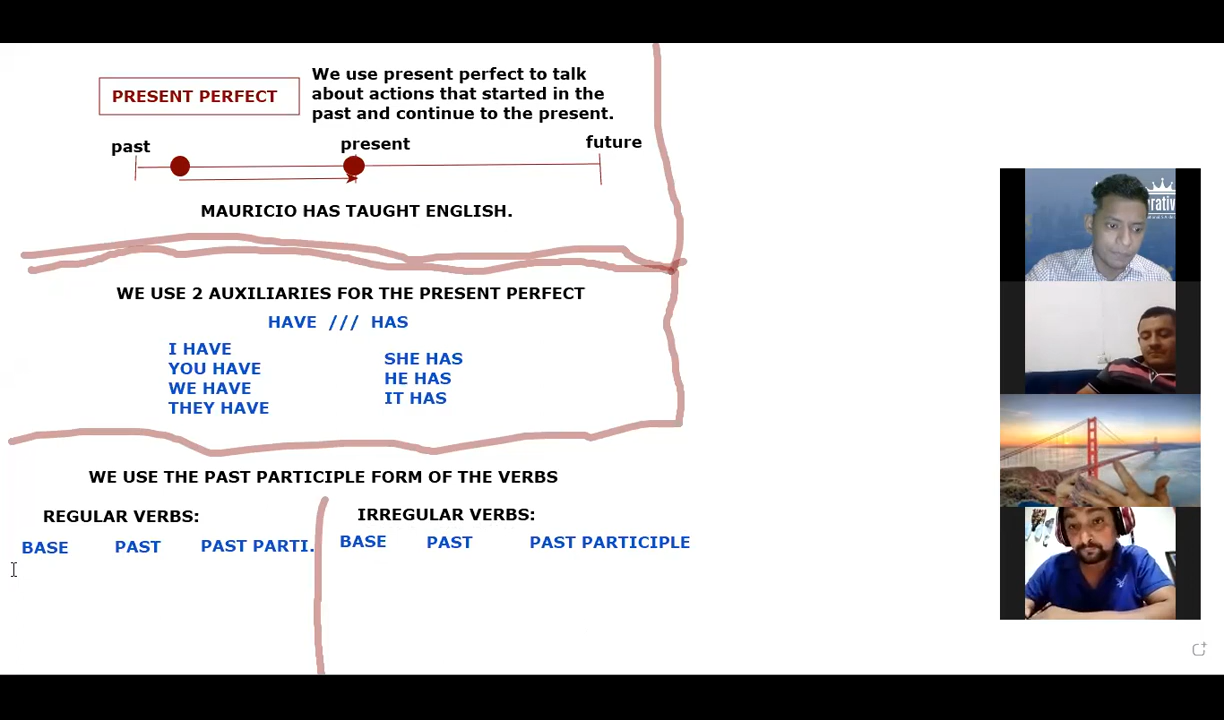 PRESENT PERFECT
We use present perfect to talk
about actions that started in the
past and continue to the present.
past present future
MAURICIO HAS TAUGHT ENGLISH.
WE USE 2 AUXILIARIES FOR THE PRESENT PERFECT
HAVE /// HAS
I HAVE
YOU HAVE
WE HAVE
THEY HAVE
SHE HAS
HE HAS
IT HAS
WE USE THE PAST PARTICIPLE FORM OF THE VERBS
REGULAR VERBS:
BASE PAST PAST PARTI.
IRREGULAR VERBS:
BASE PAST PAST PARTICIPLE